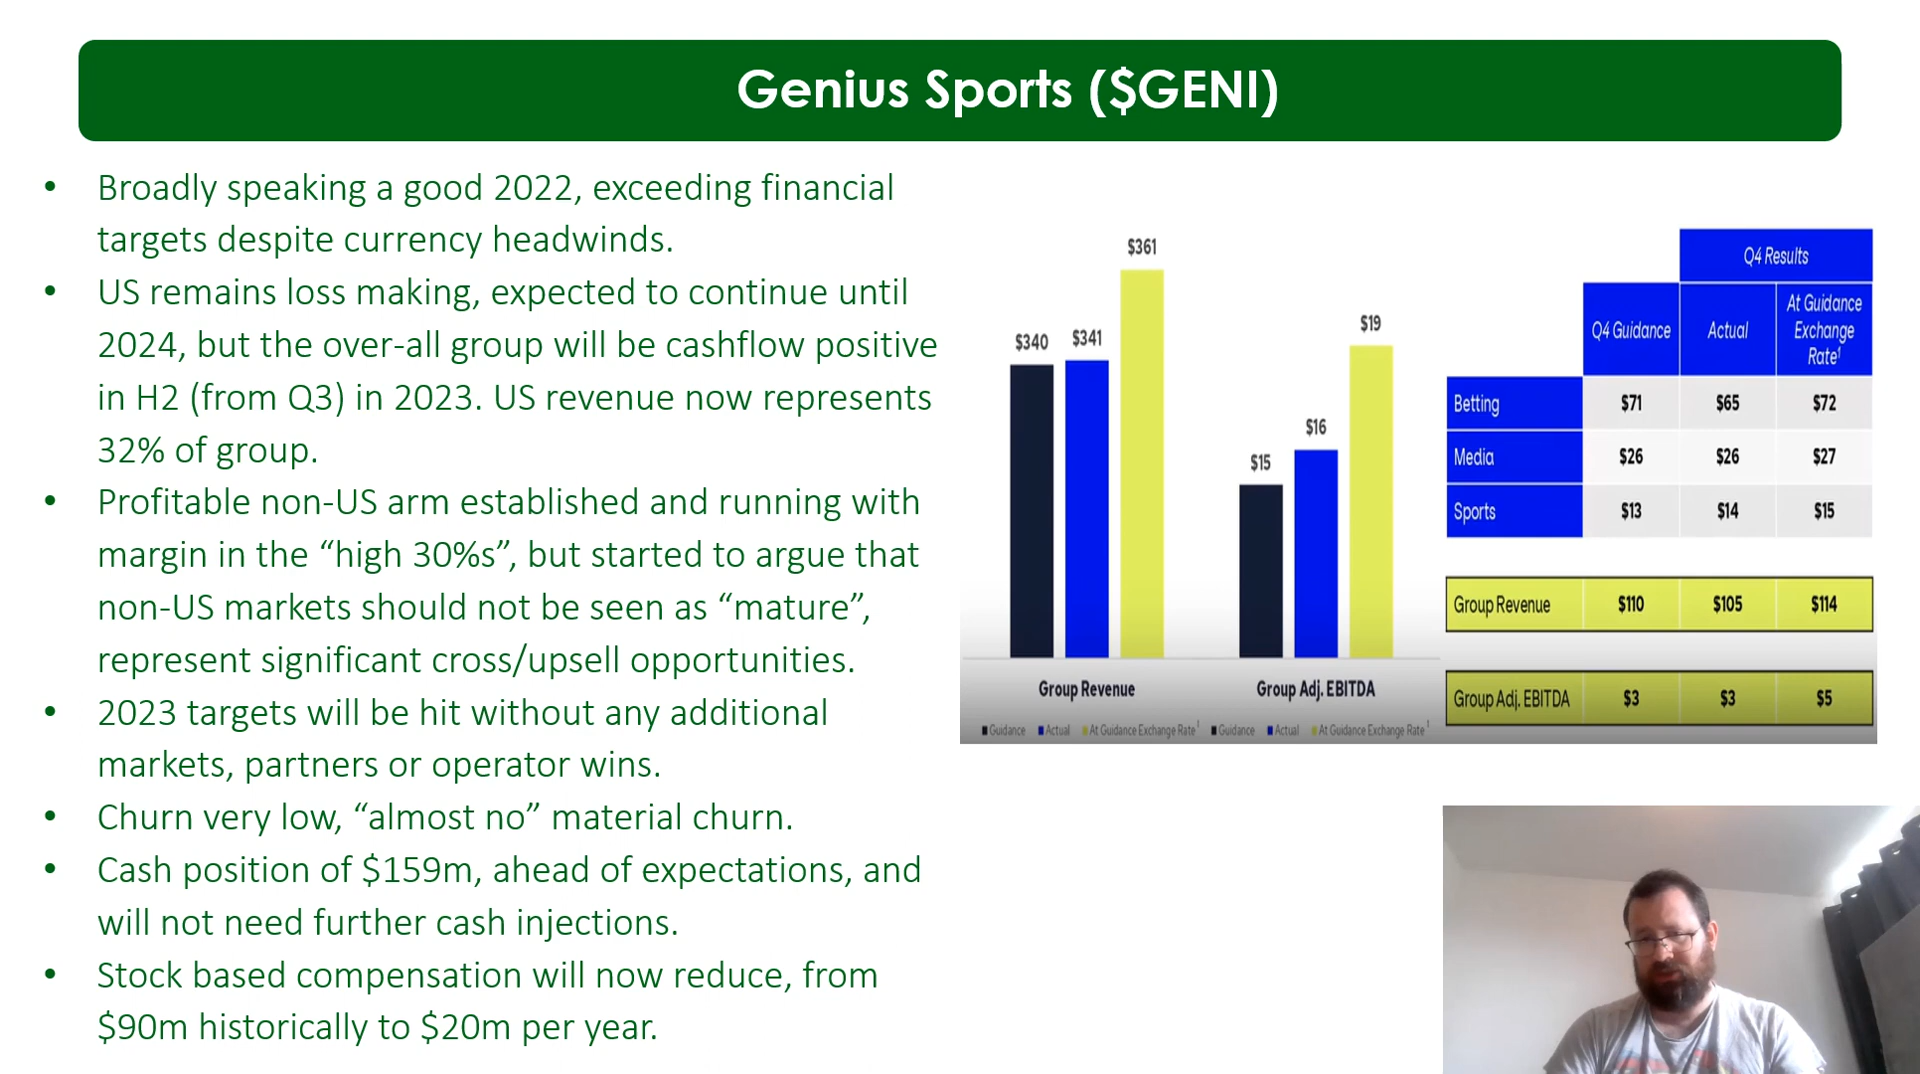 Genius Sports ($GENI)
• Broadly speaking a good 2022, exceeding financial
targets despite currency headwinds.
• US remains loss making, expected to continue until
2024, but the over-all group will be cashflow positive
in H2 (from Q3) in 2023. US revenue now represents
32% of group.
• Profitable non-US arm established and running with
margin in the “high 30%s”, but started to argue that
non-US markets should not be seen as “mature”,
represent significant cross/upsell opportunities.
• 2023 targets will be hit without any additional
markets, partners or operator wins.
• Churn very low, “almost no” material churn.
• Cash position of $159m, ahead of expectations, and
will not need further cash injections.
• Stock based compensation will now reduce, from
$90m historically to $20m per year.
$340 $341 $361
$15 $16 $19
Group Revenue Group Adj. EBITDA
Guidance Actual At Guidance Exchange Rate¹ Guidance Actual At Guidance Exchange Rate¹
Q4 Results
Q4 Guidance Actual At Guidance
Exchange
Rate¹
Betting $71 $65 $72
Media $26 $26 $27
Sports $13 $14 $15
Group Revenue $110 $105 $114
Group Adj. EBITDA $3 $3 $5